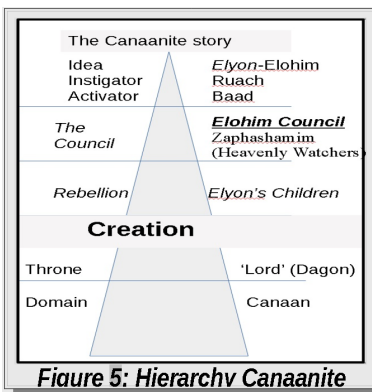 The Canaanite story
Idea Elyon-Elohim
Instigator Ruach
Activator Baad
The Elohim Council
Council Zaphashamim
(Heavenly Watchers)
Rebellion Elyon's Children
Creation
Throne 'Lord' (Dagon)
Domain Canaan
Figure 5: Hierarchy Canaanite